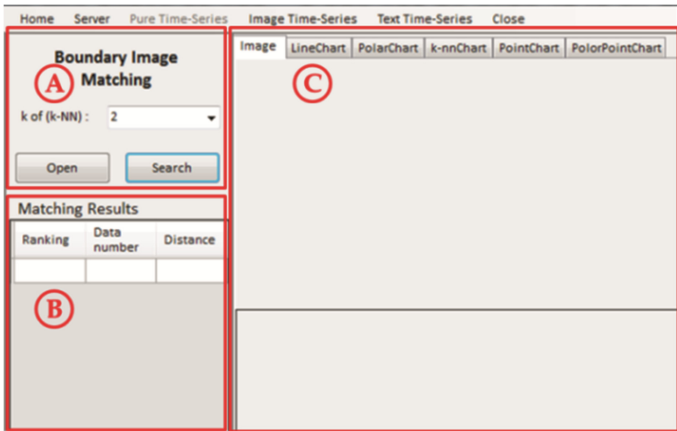 Home Server Pure Time-Series Image Time-Series Text Time-Series Close
Boundary Image
Matching
A
k of (k-NN) : 2
Open Search
Matching Results
Ranking Data number Distance
B
Image LineChart PolarChart k-nnChart PointChart PolorPointChart
C